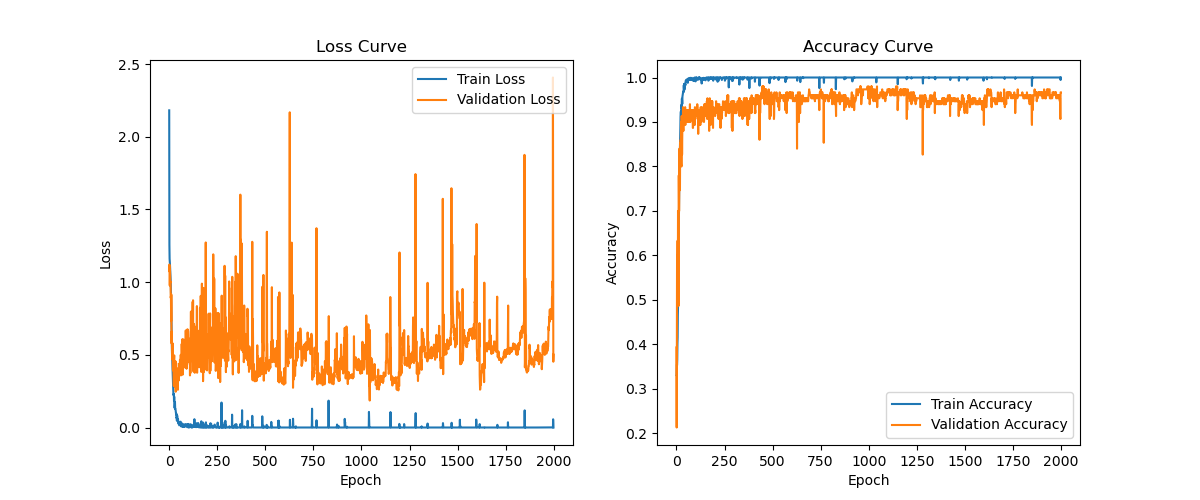 Loss Curve
2.5
2.0
1.5
1.0
0.5
0.0
Loss
Train Loss
Validation Loss
0 250 500 750 1000 1250 1500 1750 2000
Epoch
Accuracy Curve
1.0
0.9
0.8
0.7
0.6
0.5
0.4
0.3
0.2
Accuracy
Train Accuracy
Validation Accuracy
0 250 500 750 1000 1250 1500 1750 2000
Epoch